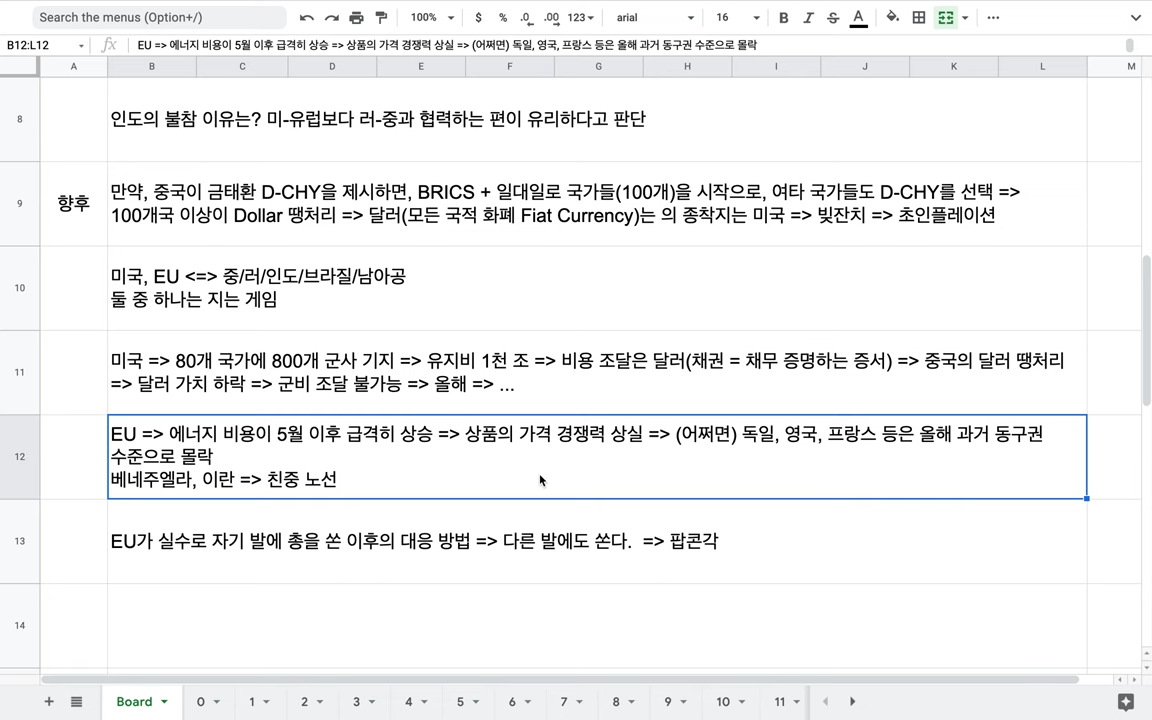 Search the menus (Option+/)
100%
$
%
.0
.00
123
arial
16
B
I
S
A
B12:L12
fx
EU => 에너지 비용이 5월 이후 급격히 상승 => 상품의 가격 경쟁력 상실 => (어쩌면) 독일, 영국, 프랑스 등은 올해 과거 동구권 수준으로 몰락
A B C D E F G H I J K L M
8
인도의 불참 이유는? 미-유럽보다 러-중과 협력하는 편이 유리하다고 판단
9
향후
만약, 중국이 금태환 D-CHY을 제시하면, BRICS + 일대일로 국가들(100개)을 시작으로, 여타 국가들도 D-CHY를 선택 =>
100개국 이상이 Dollar 땡처리 => 달러(모든 국적 화폐 Fiat Currency)는 의 종착지는 미국 => 빚잔치 => 초인플레이션
10
미국, EU <=> 중/러/인도/브라질/남아공
둘 중 하나는 지는 게임
11
미국 => 80개 국가에 800개 군사 기지 => 유지비 1천 조 => 비용 조달은 달러(채권 = 채무 증명하는 증서) => 중국의 달러 땡처리
=> 달러 가치 하락 => 군비 조달 불가능 => 올해 => ...
12
EU => 에너지 비용이 5월 이후 급격히 상승 => 상품의 가격 경쟁력 상실 => (어쩌면) 독일, 영국, 프랑스 등은 올해 과거 동구권
수준으로 몰락
베네주엘라, 이란 => 친중 노선
13
EU가 실수로 자기 발에 총을 쏜 이후의 대응 방법 => 다른 발에도 쏜다. => 팝콘각
14
Board 0 1 2 3 4 5 6 7 8 9 10 11